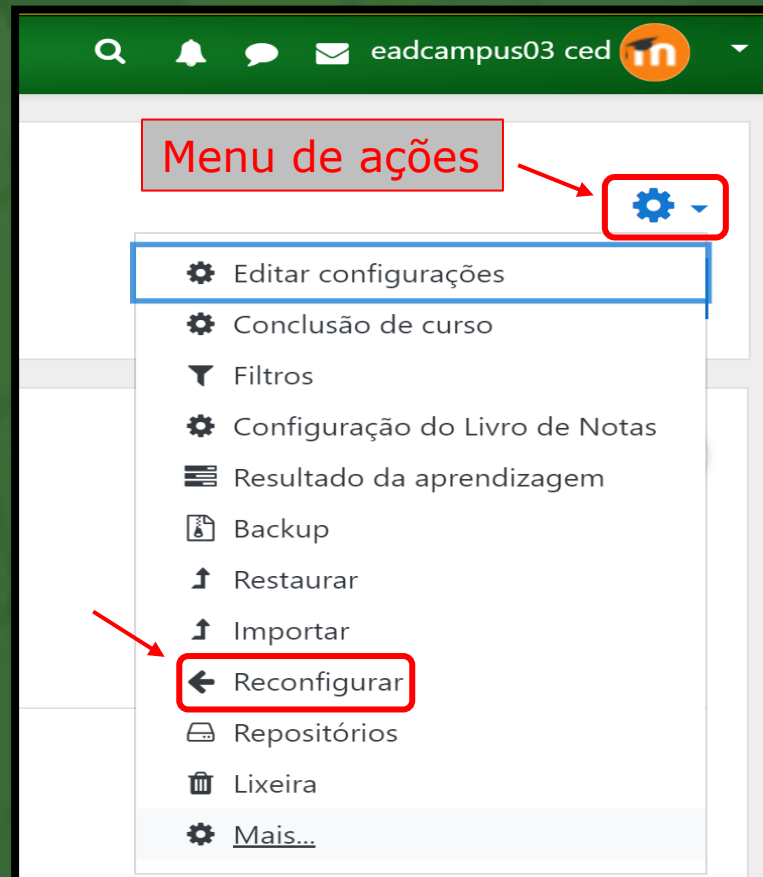 eadcampus03 ced
Menu de ações
Editar configurações
Conclusão de curso
Filtros
Configuração do Livro de Notas
Resultado da aprendizagem
Backup
Restaurar
Importar
Reconfigurar
Repositórios
Lixeira
Mais...